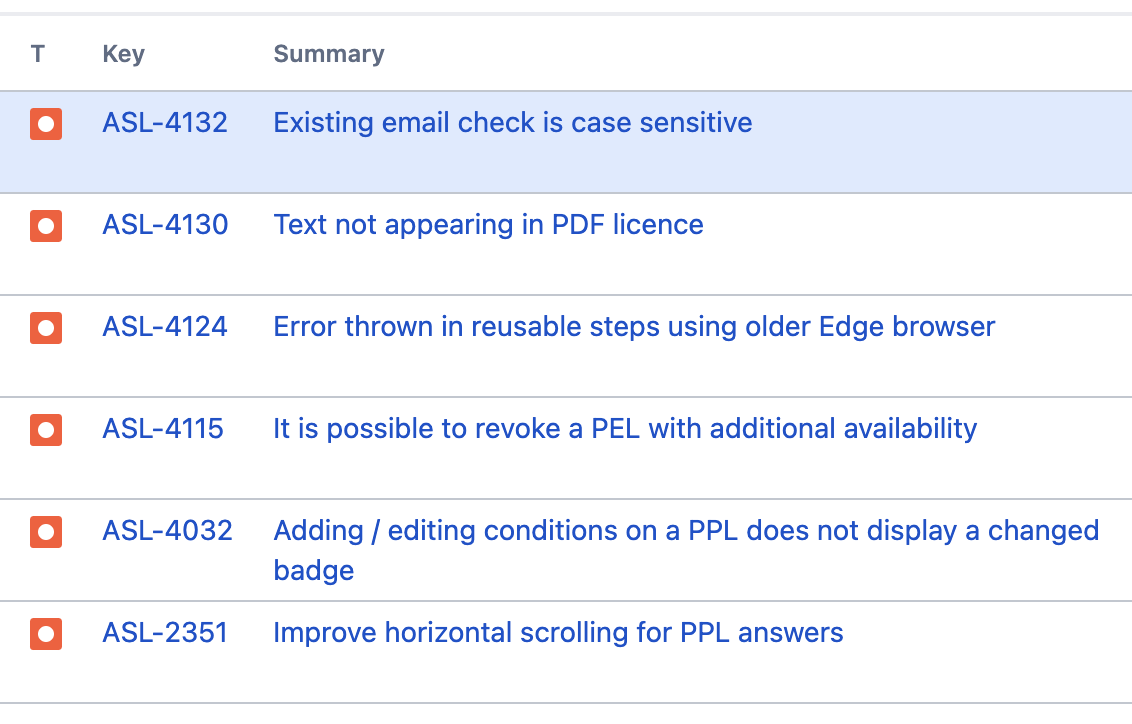 T Key Summary
ASL-4132 Existing email check is case sensitive
ASL-4130 Text not appearing in PDF licence
ASL-4124 Error thrown in reusable steps using older Edge browser
ASL-4115 It is possible to revoke a PEL with additional availability
ASL-4032 Adding / editing conditions on a PPL does not display a changed
badge
ASL-2351 Improve horizontal scrolling for PPL answers